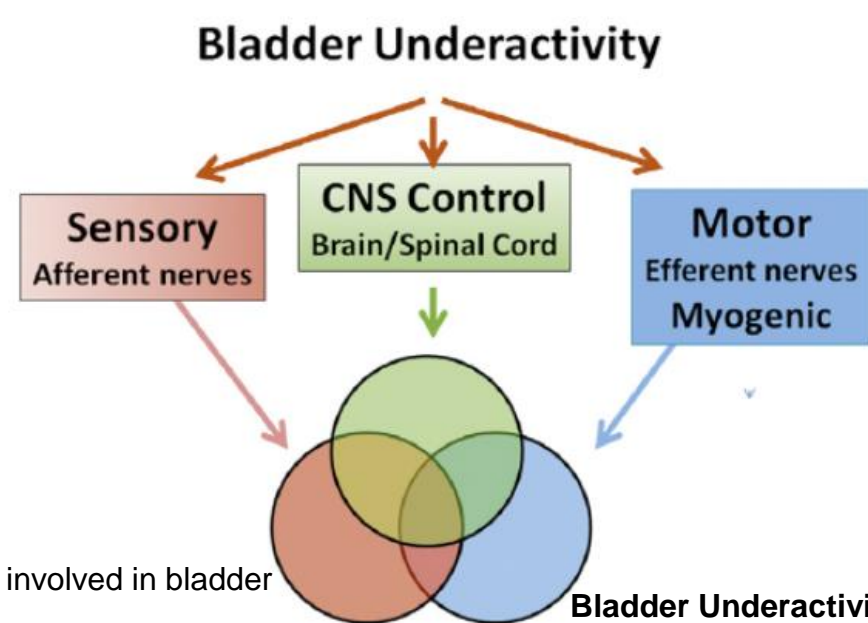 Bladder Underactivity
Sensory
Afferent nerves
CNS Control
Brain/Spinal Cord
Motor
Efferent nerves
Myogenic
involved in bladder
Bladder Underactivi